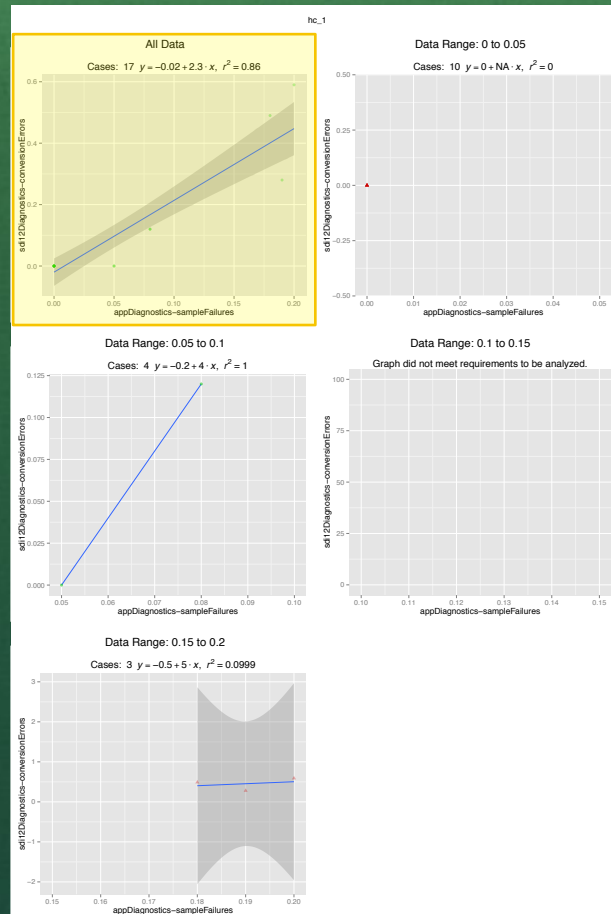 hc_1
All Data
Cases: 17 y = −0.02 + 2.3 · x, r² = 0.86
sdi12Diagnostics−conversionErrors
0.6
0.4
0.2
0.0
0.00 0.05 0.10 0.15 0.20
appDiagnostics−sampleFailures
Data Range: 0 to 0.05
Cases: 10 y = 0 + NA · x, r² = 0
sdi12Diagnostics−conversionErrors
0.50
0.25
0.00
−0.25
−0.50
0.00 0.01 0.02 0.03 0.04 0.05
appDiagnostics−sampleFailures
Data Range: 0.05 to 0.1
Cases: 4 y = −0.2 + 4 · x, r² = 1
sdi12Diagnostics−conversionErrors
0.125
0.100
0.075
0.050
0.025
0.000
0.05 0.06 0.07 0.08 0.09 0.10
appDiagnostics−sampleFailures
Data Range: 0.1 to 0.15
Graph did not meet requirements to be analyzed.
sdi12Diagnostics−conversionErrors
100
75
50
25
0
0.10 0.11 0.12 0.13 0.14 0.15
appDiagnostics−sampleFailures
Data Range: 0.15 to 0.2
Cases: 3 y = −0.5 + 5 · x, r² = 0.0999
sdi12Diagnostics−conversionErrors
3
2
1
0
−1
−2
0.15 0.16 0.17 0.18 0.19 0.20
appDiagnostics−sampleFailures